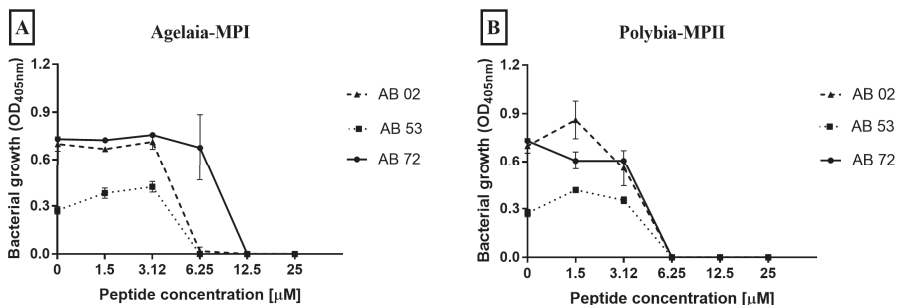 A
Agelaia-MPI
Bacterial growth (OD405nm)
1.2
0.9
0.6
0.3
0.0
0 1.5 3.12 6.25 12.5 25
Peptide concentration [µM]
AB 02
AB 53
AB 72
B
Polybia-MPII
Bacterial growth (OD405nm)
1.2
0.9
0.6
0.3
0.0
0 1.5 3.12 6.25 12.5 25
Peptide concentration [µM]
AB 02
AB 53
AB 72